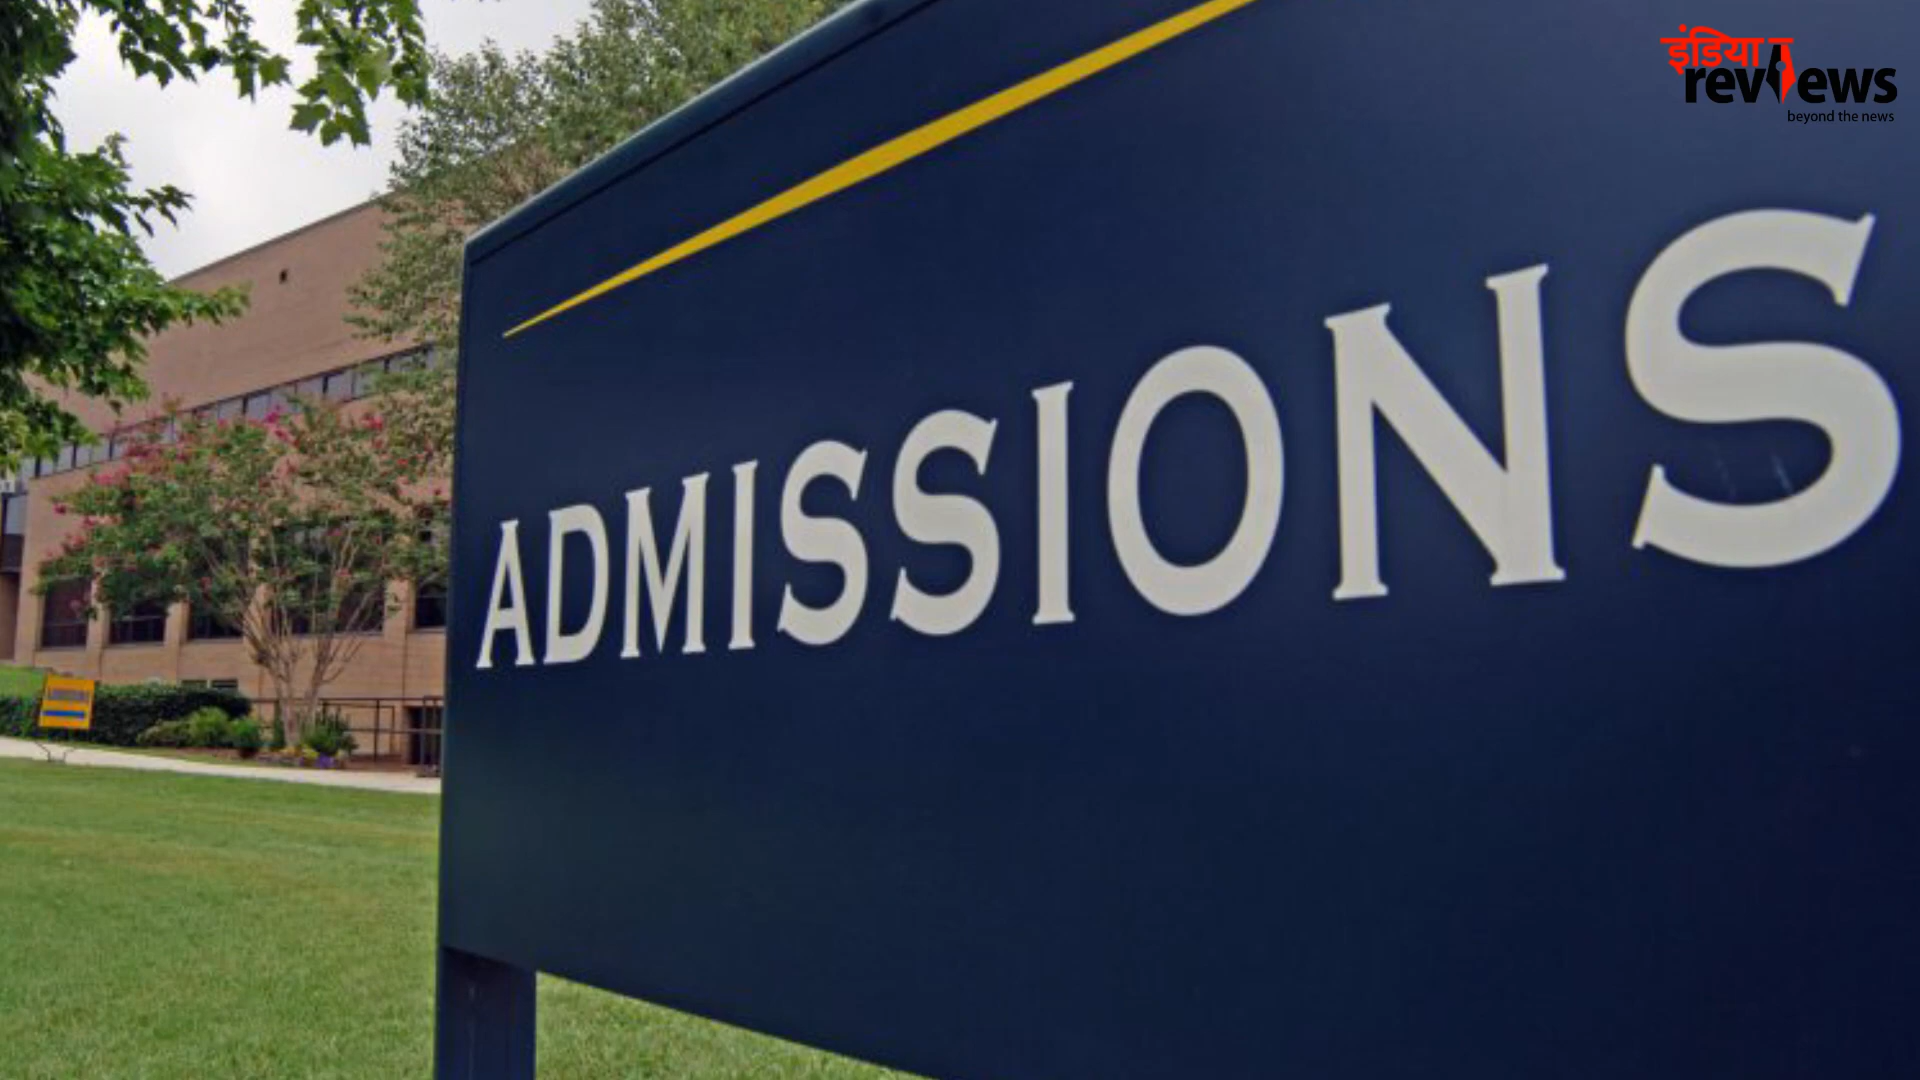 इंडिया
reviews
beyond the news
ADMISSIONS